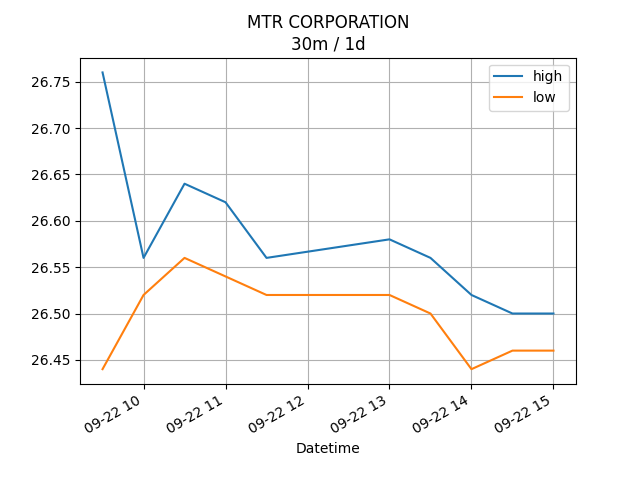 MTR CORPORATION
30m / 1d
high
low
26.75
26.70
26.65
26.60
26.55
26.50
26.45
09-22 10
09-22 11
09-22 12
09-22 13
09-22 14
09-22 15
Datetime